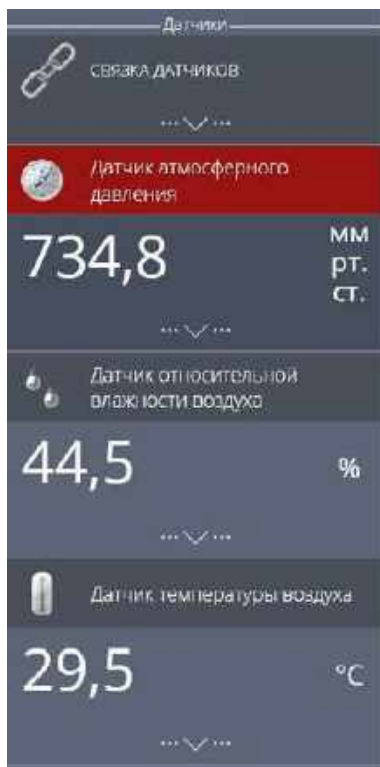 Датчики
СВЯЗКА ДАТЧИКОВ
Датчик атмосферного
давления
734,8
мм
рт.
ст.
Датчик относительной
влажности воздуха
44,5
%
Датчик температуры воздуха
29,5
°C